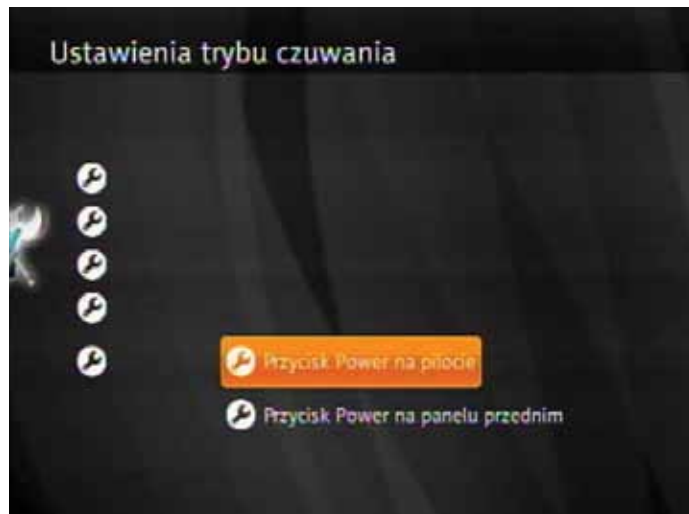 Ustawienia trybu czuwania
Przycisk Power na pilocie
Przycisk Power na panelu przednim